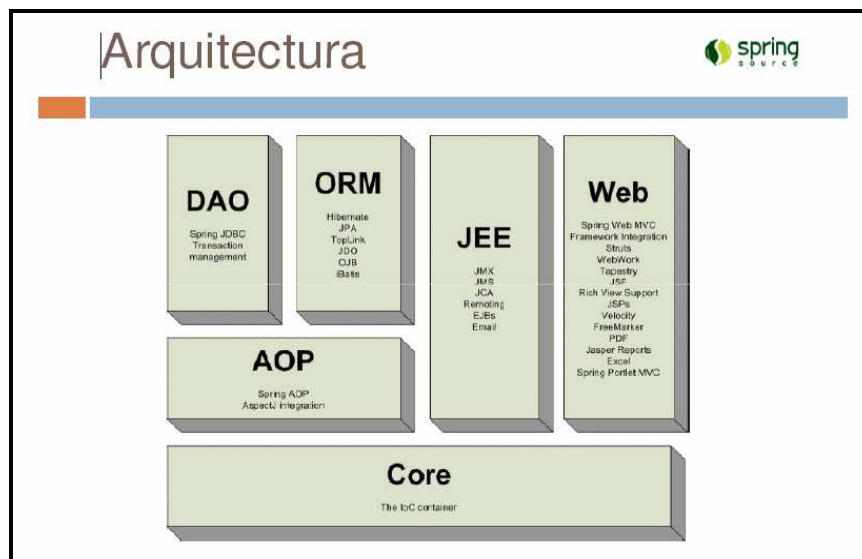 Arquitectura
spring
source
DAO
Spring JDBC
Transaction
management
ORM
Hibernate
JPA
TopLink
JDO
OJB
iBatis
JEE
JMX
JMS
JCA
Remoting
EJBs
Email
Web
Spring Web MVC
Framework Integration
Struts
WebWork
Tapestry
JSF
Rich View Support
JSPs
Velocity
FreeMarker
PDF
Jasper Reports
Excel
Spring Portlet MVC
AOP
Spring AOP
AspectJ integration
Core
The IoC container